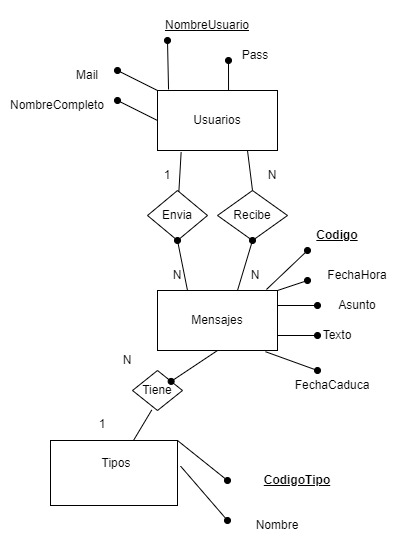 NombreUsuario
Pass
Mail
NombreCompleto
Usuarios
1
N
Envia
Recibe
Codigo
N
N
FechaHora
Asunto
Mensajes
Texto
N
FechaCaduca
Tiene
1
Tipos
CodigoTipo
Nombre